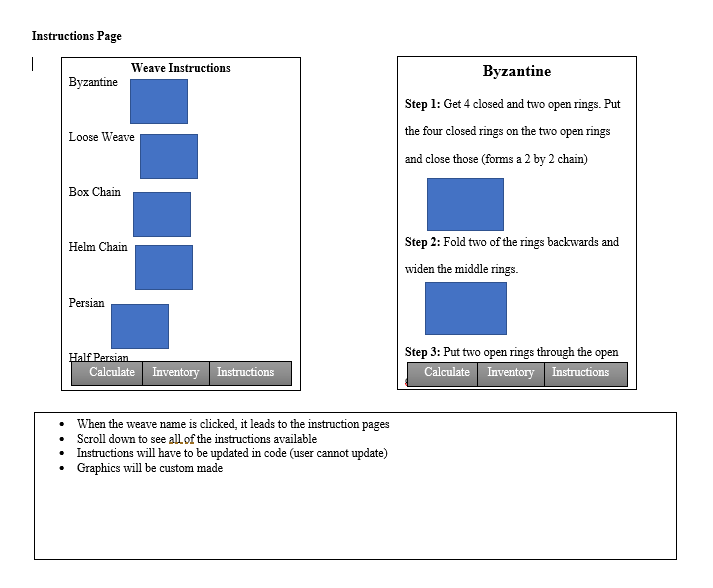 Instructions Page
Weave Instructions
Byzantine
Loose Weave
Box Chain
Helm Chain
Persian
Half Persian
Calculate Inventory Instructions
Byzantine
Step 1: Get 4 closed and two open rings. Put
the four closed rings on the two open rings
and close those (forms a 2 by 2 chain)
Step 2: Fold two of the rings backwards and
widen the middle rings.
Step 3: Put two open rings through the open
Calculate Inventory Instructions
• When the weave name is clicked, it leads to the instruction pages
• Scroll down to see all of the instructions available
• Instructions will have to be updated in code (user cannot update)
• Graphics will be custom made